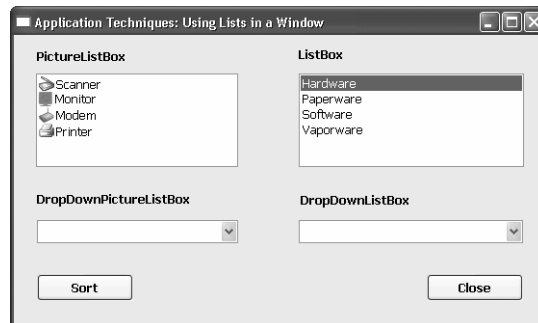 Application Techniques: Using Lists in a Window
PictureListBox
Scanner
Monitor
Modem
Printer
ListBox
Hardware
Paperware
Software
Vaporware
DropDownPictureListBox
DropDownListBox
Sort
Close